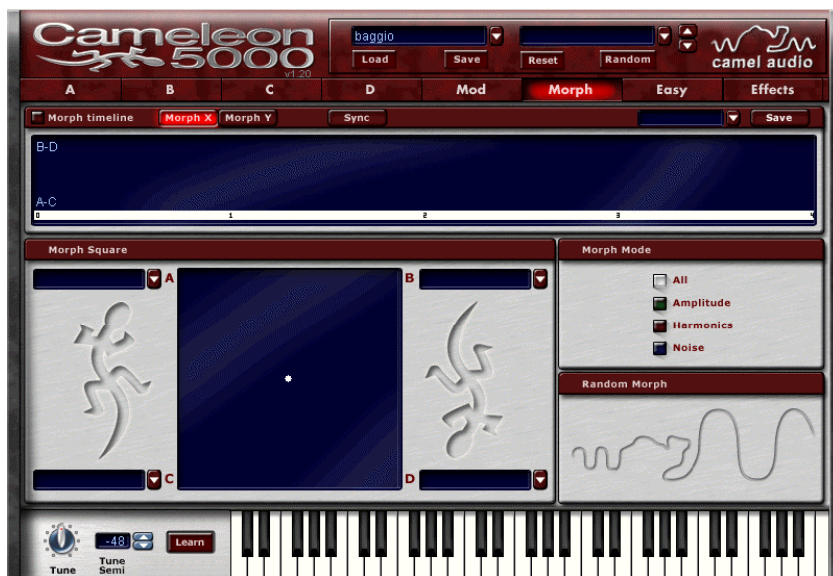 Cameleon
5000
v1.20
baggio
Load Save Reset Random
camel audio
A B C D Mod Morph Easy Effects
Morph timeline Morph X Morph Y Sync Save
B-D
A-C
0 1 2 3 4
Morph Square
Morph Mode
A B
All
Amplitude
Harmonics
Noise
Random Morph
C D
-48 Learn
Tune Tune
Semi